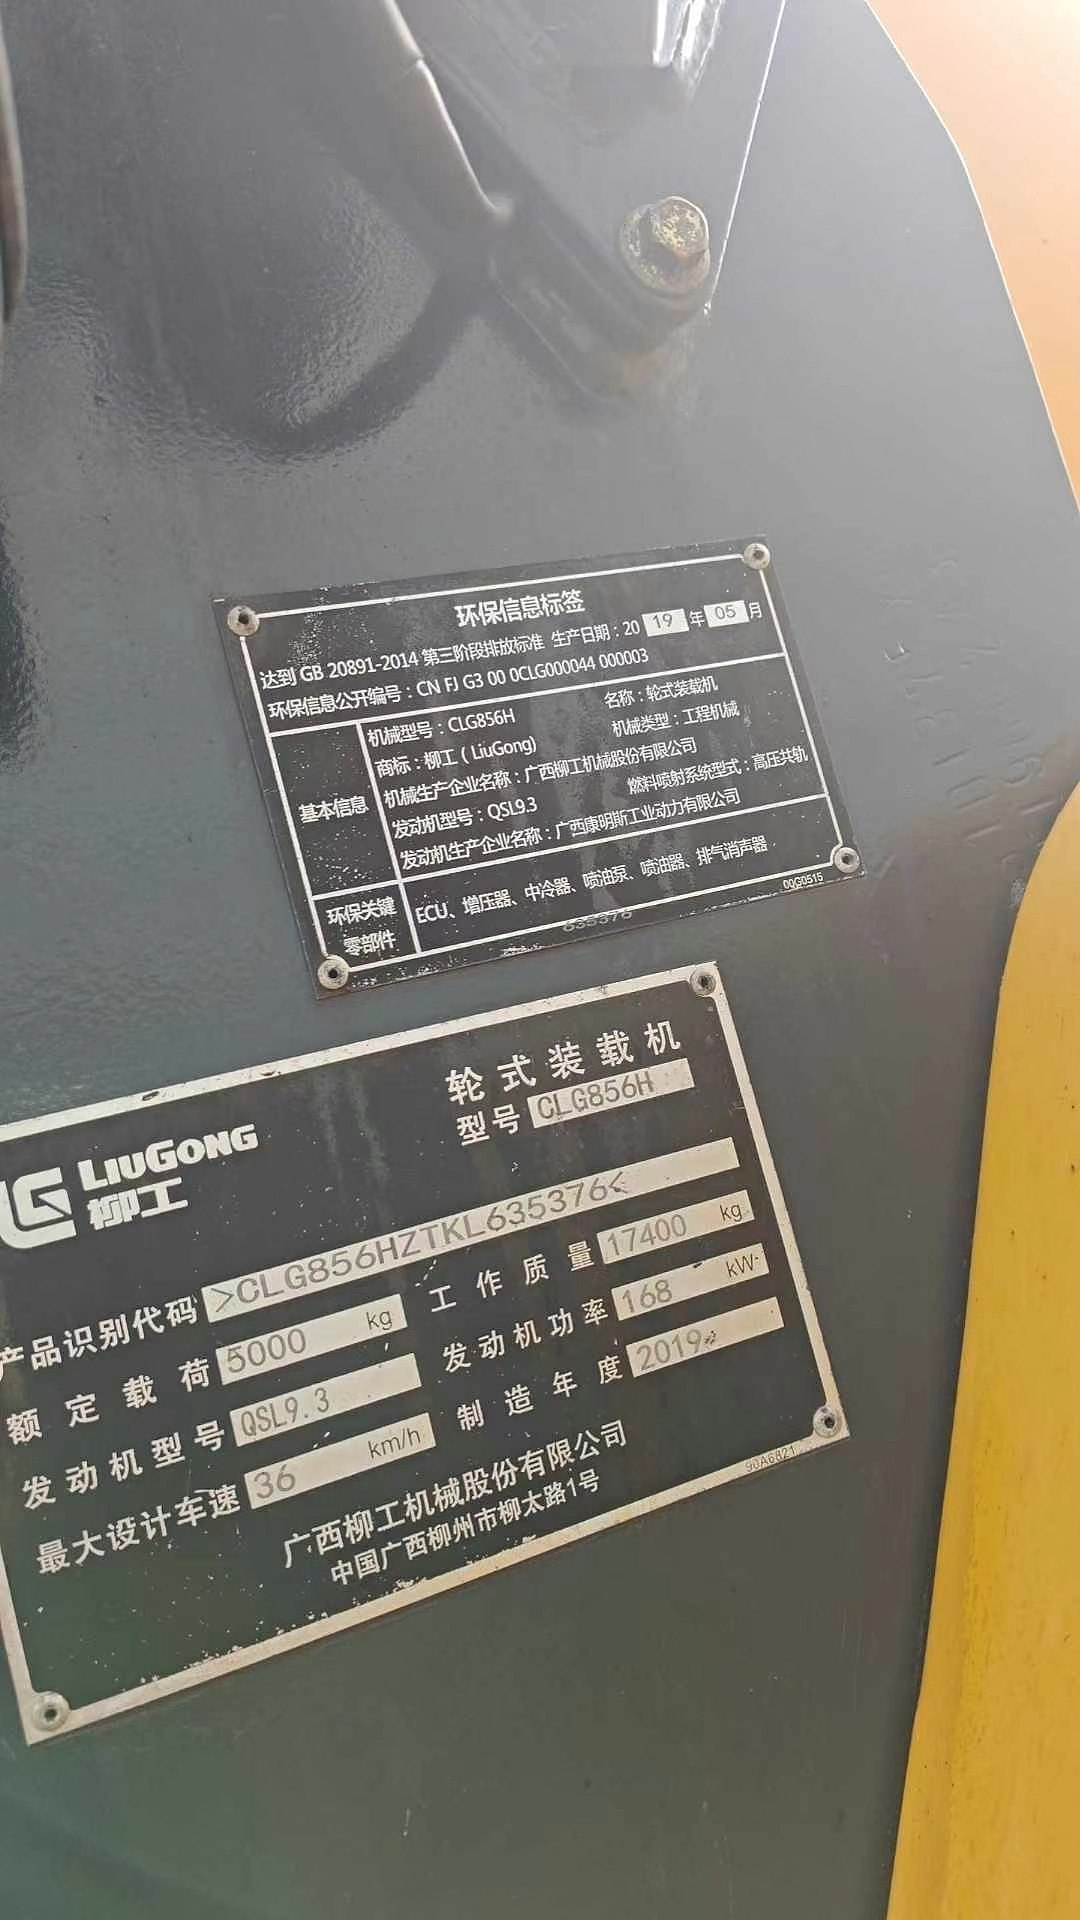 环保信息标签
达到 GB 20891-2014 第三阶段排放标准 生产日期：20 19 年 05 月
环保信息公开编号：CN FJ G3 00 0CLG000044 000003
基本信息
机械型号：CLG856H 名称：轮式装载机
商标：柳工（LiuGong) 机械类型：工程机械
机械生产企业名称：广西柳工机械股份有限公司
发动机型号：QSL9.3 燃料喷射系统型式：高压共轨
发动机生产企业名称：广西康明斯工业动力有限公司
环保关键零部件
ECU、增压器、中冷器、喷油泵、喷油器、排气消声器
00G0515
635376
LIUGONG
柳工
轮式装载机
型号 CLG856H
产品识别代码 >CLG856HZTKL635376<
额定载荷 5000 kg 工作质量 17400 kg
发动机型号 QSL9.3 发动机功率 168 kW
最大设计车速 36 km/h 制造年度 2019
广西柳工机械股份有限公司
中国广西柳州市柳太路1号
90A6821